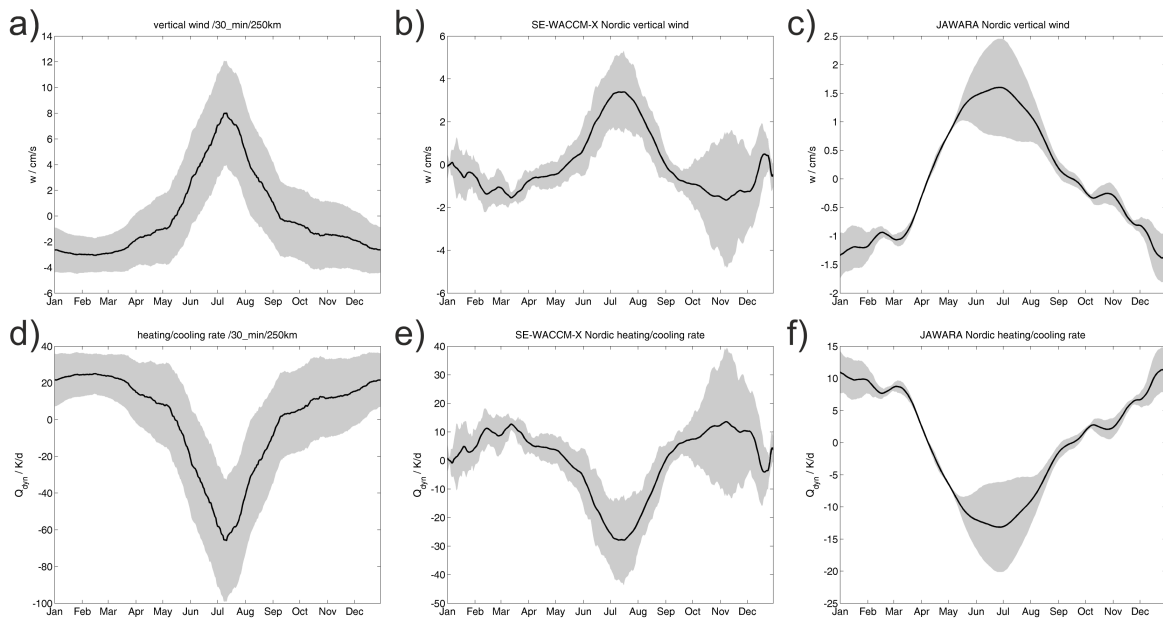 a)
vertical wind /30_min/250km
w / cm/s
14
12
10
8
6
4
2
0
-2
-4
-6
Jan Feb Mar Apr May Jun Jul Aug Sep Oct Nov Dec
b)
SE-WACCM-X Nordic vertical wind
w / cm/s
6
4
2
0
-2
-4
-6
Jan Feb Mar Apr May Jun Jul Aug Sep Oct Nov Dec
c)
JAWARA Nordic vertical wind
w / cm/s
2.5
2
1.5
1
0.5
0
-0.5
-1
-1.5
-2
Jan Feb Mar Apr May Jun Jul Aug Sep Oct Nov Dec
d)
heating/cooling rate /30_min/250km
Qdyn / K/d
40
20
0
-20
-40
-60
-80
-100
Jan Feb Mar Apr May Jun Jul Aug Sep Oct Nov Dec
e)
SE-WACCM-X Nordic heating/cooling rate
Qdyn / K/d
40
30
20
10
0
-10
-20
-30
-40
-50
Jan Feb Mar Apr May Jun Jul Aug Sep Oct Nov Dec
f)
JAWARA Nordic heating/cooling rate
Qdyn / K/d
15
10
5
0
-5
-10
-15
-20
-25
Jan Feb Mar Apr May Jun Jul Aug Sep Oct Nov Dec